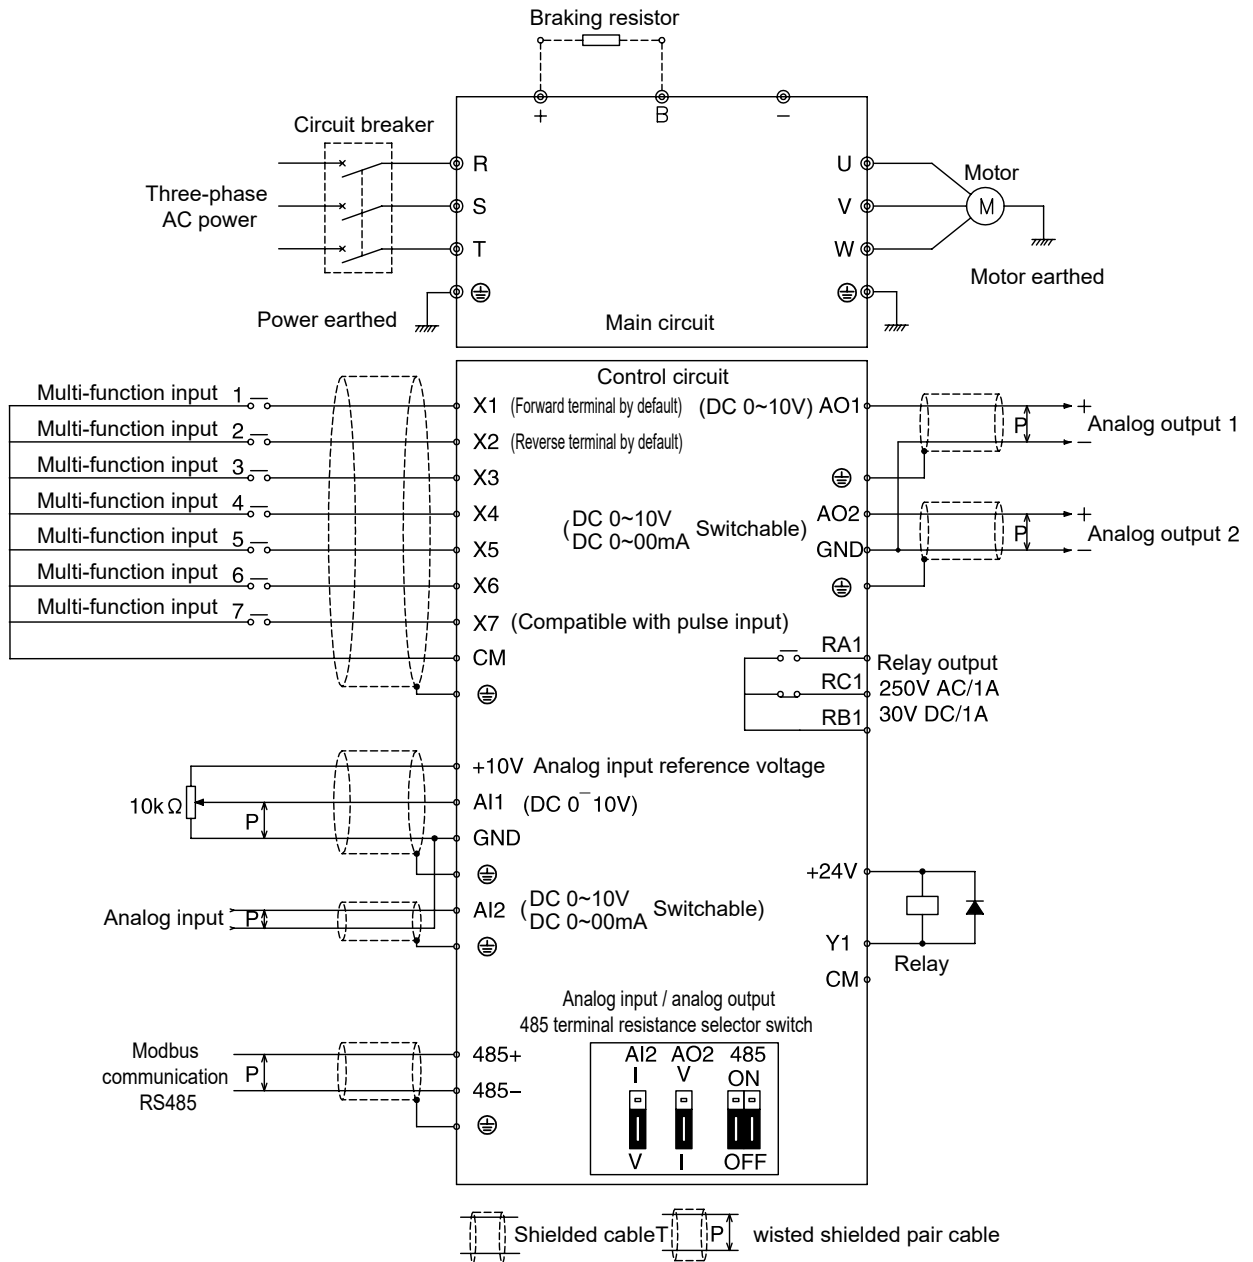 Braking resistor
+ B −
Circuit breaker
Three-phase
AC power
R
S
T
Power earthed
U
V
W
Motor
M
Motor earthed
Main circuit
Control circuit
Multi-function input 1
Multi-function input 2
Multi-function input 3
Multi-function input 4
Multi-function input 5
Multi-function input 6
Multi-function input 7
X1 (Forward terminal by default)
X2 (Reverse terminal by default)
X3
X4
X5
X6
X7 (Compatible with pulse input)
CM
(DC 0~10V) AO1
P
+
−
Analog output 1
(DC 0~10V
DC 0~00mA Switchable)
AO2
GND
P
+
−
Analog output 2
RA1
RC1
RB1
Relay output
250V AC/1A
30V DC/1A
10kΩ
P
+10V Analog input reference voltage
AI1 (DC 0¯10V)
GND
Analog input
P
AI2 (DC 0~10V
DC 0~00mA Switchable)
+24V
Y1
CM
Relay
Modbus
communication
RS485
P
485+
485−
Analog input / analog output
485 terminal resistance selector switch
AI2 AO2 485
I V ON
V I OFF
Shielded cableT P wisted shielded pair cable